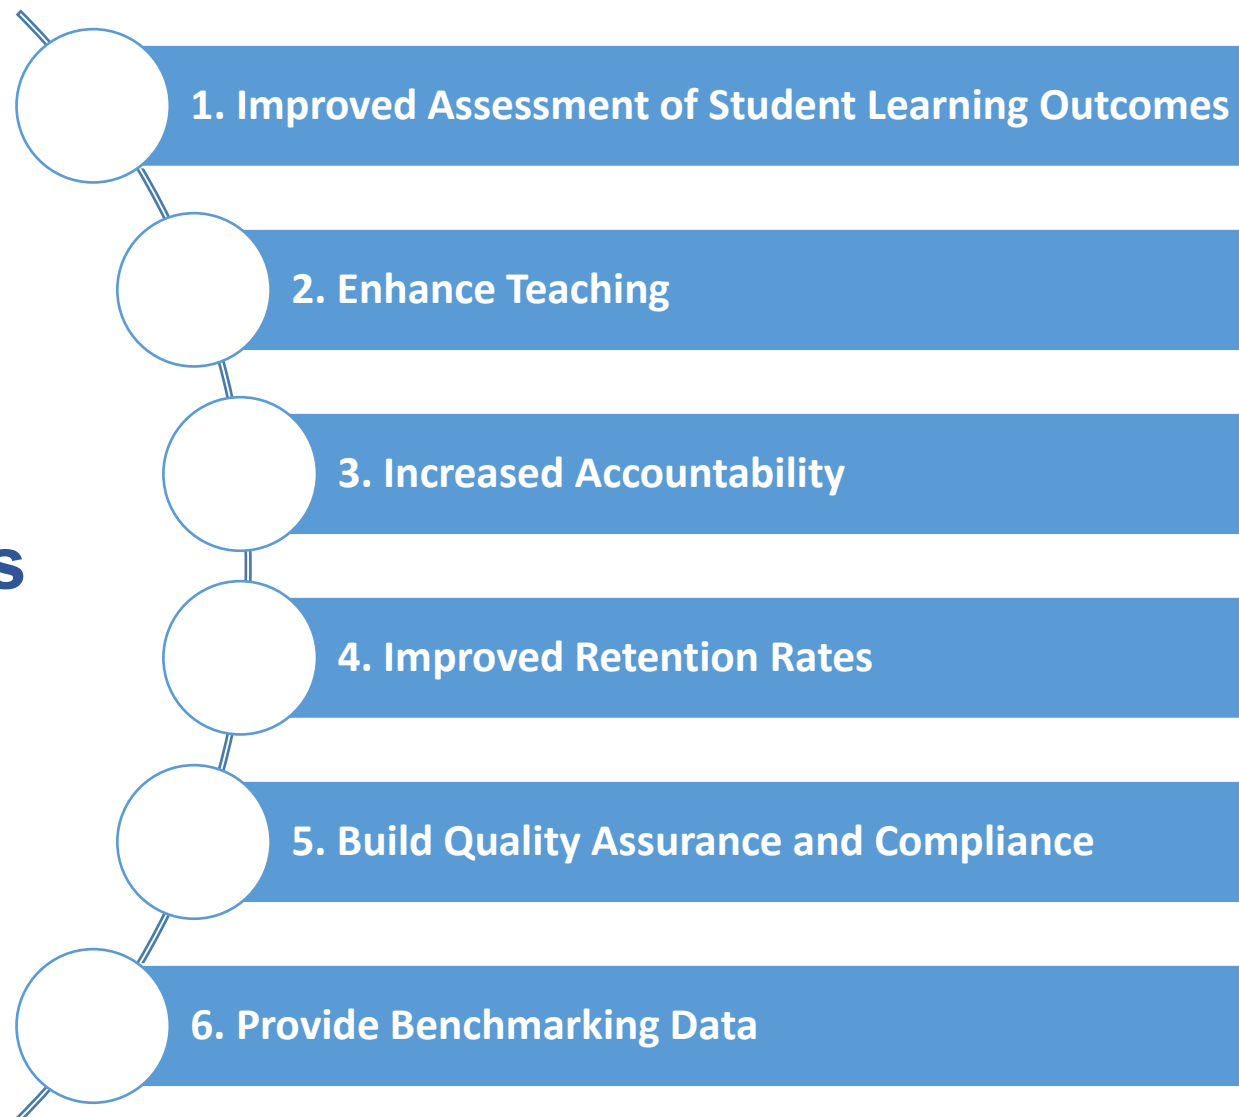 1. Improved Assessment of Student Learning Outcomes
2. Enhance Teaching
3. Increased Accountability
s
4. Improved Retention Rates
5. Build Quality Assurance and Compliance
6. Provide Benchmarking Data